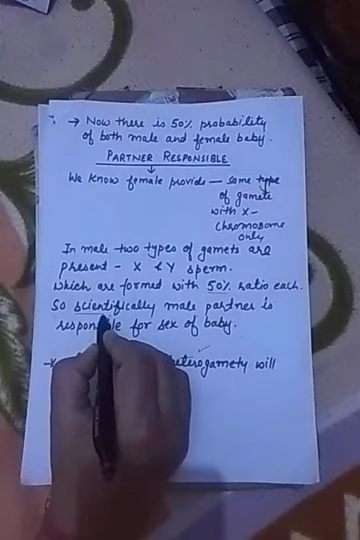 → Now there is 50% probability
of both male and female baby.
PARTNER RESPONSIBLE
↓
We know female provide — same type
of gamete
with X-
Chromosome
only
In male two types of gamets are
present - X & Y sperm.
which are formed with 50% ratio each.
So scientifically male partner is
responsible for sex of baby.
heterogamety will